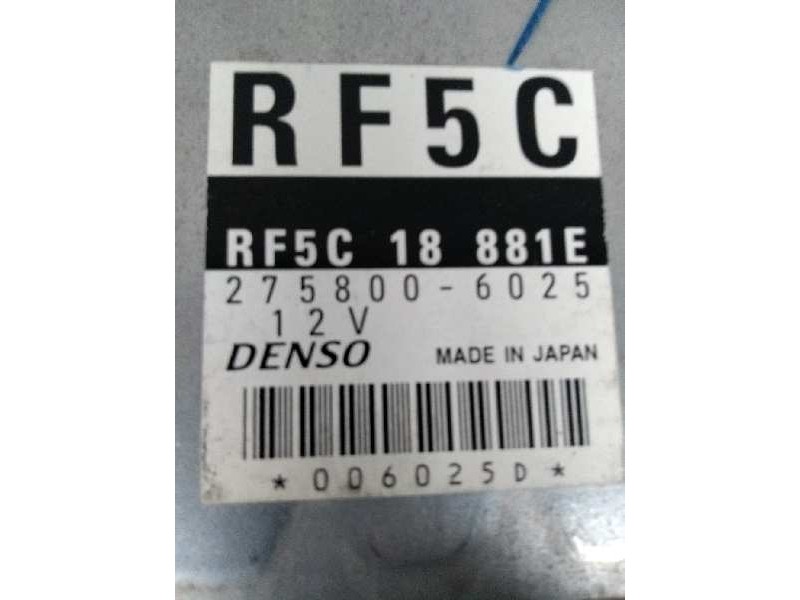 RF5C
RF5C 18 881E
275800-6025
12V
DENSO MADE IN JAPAN
*006025D*